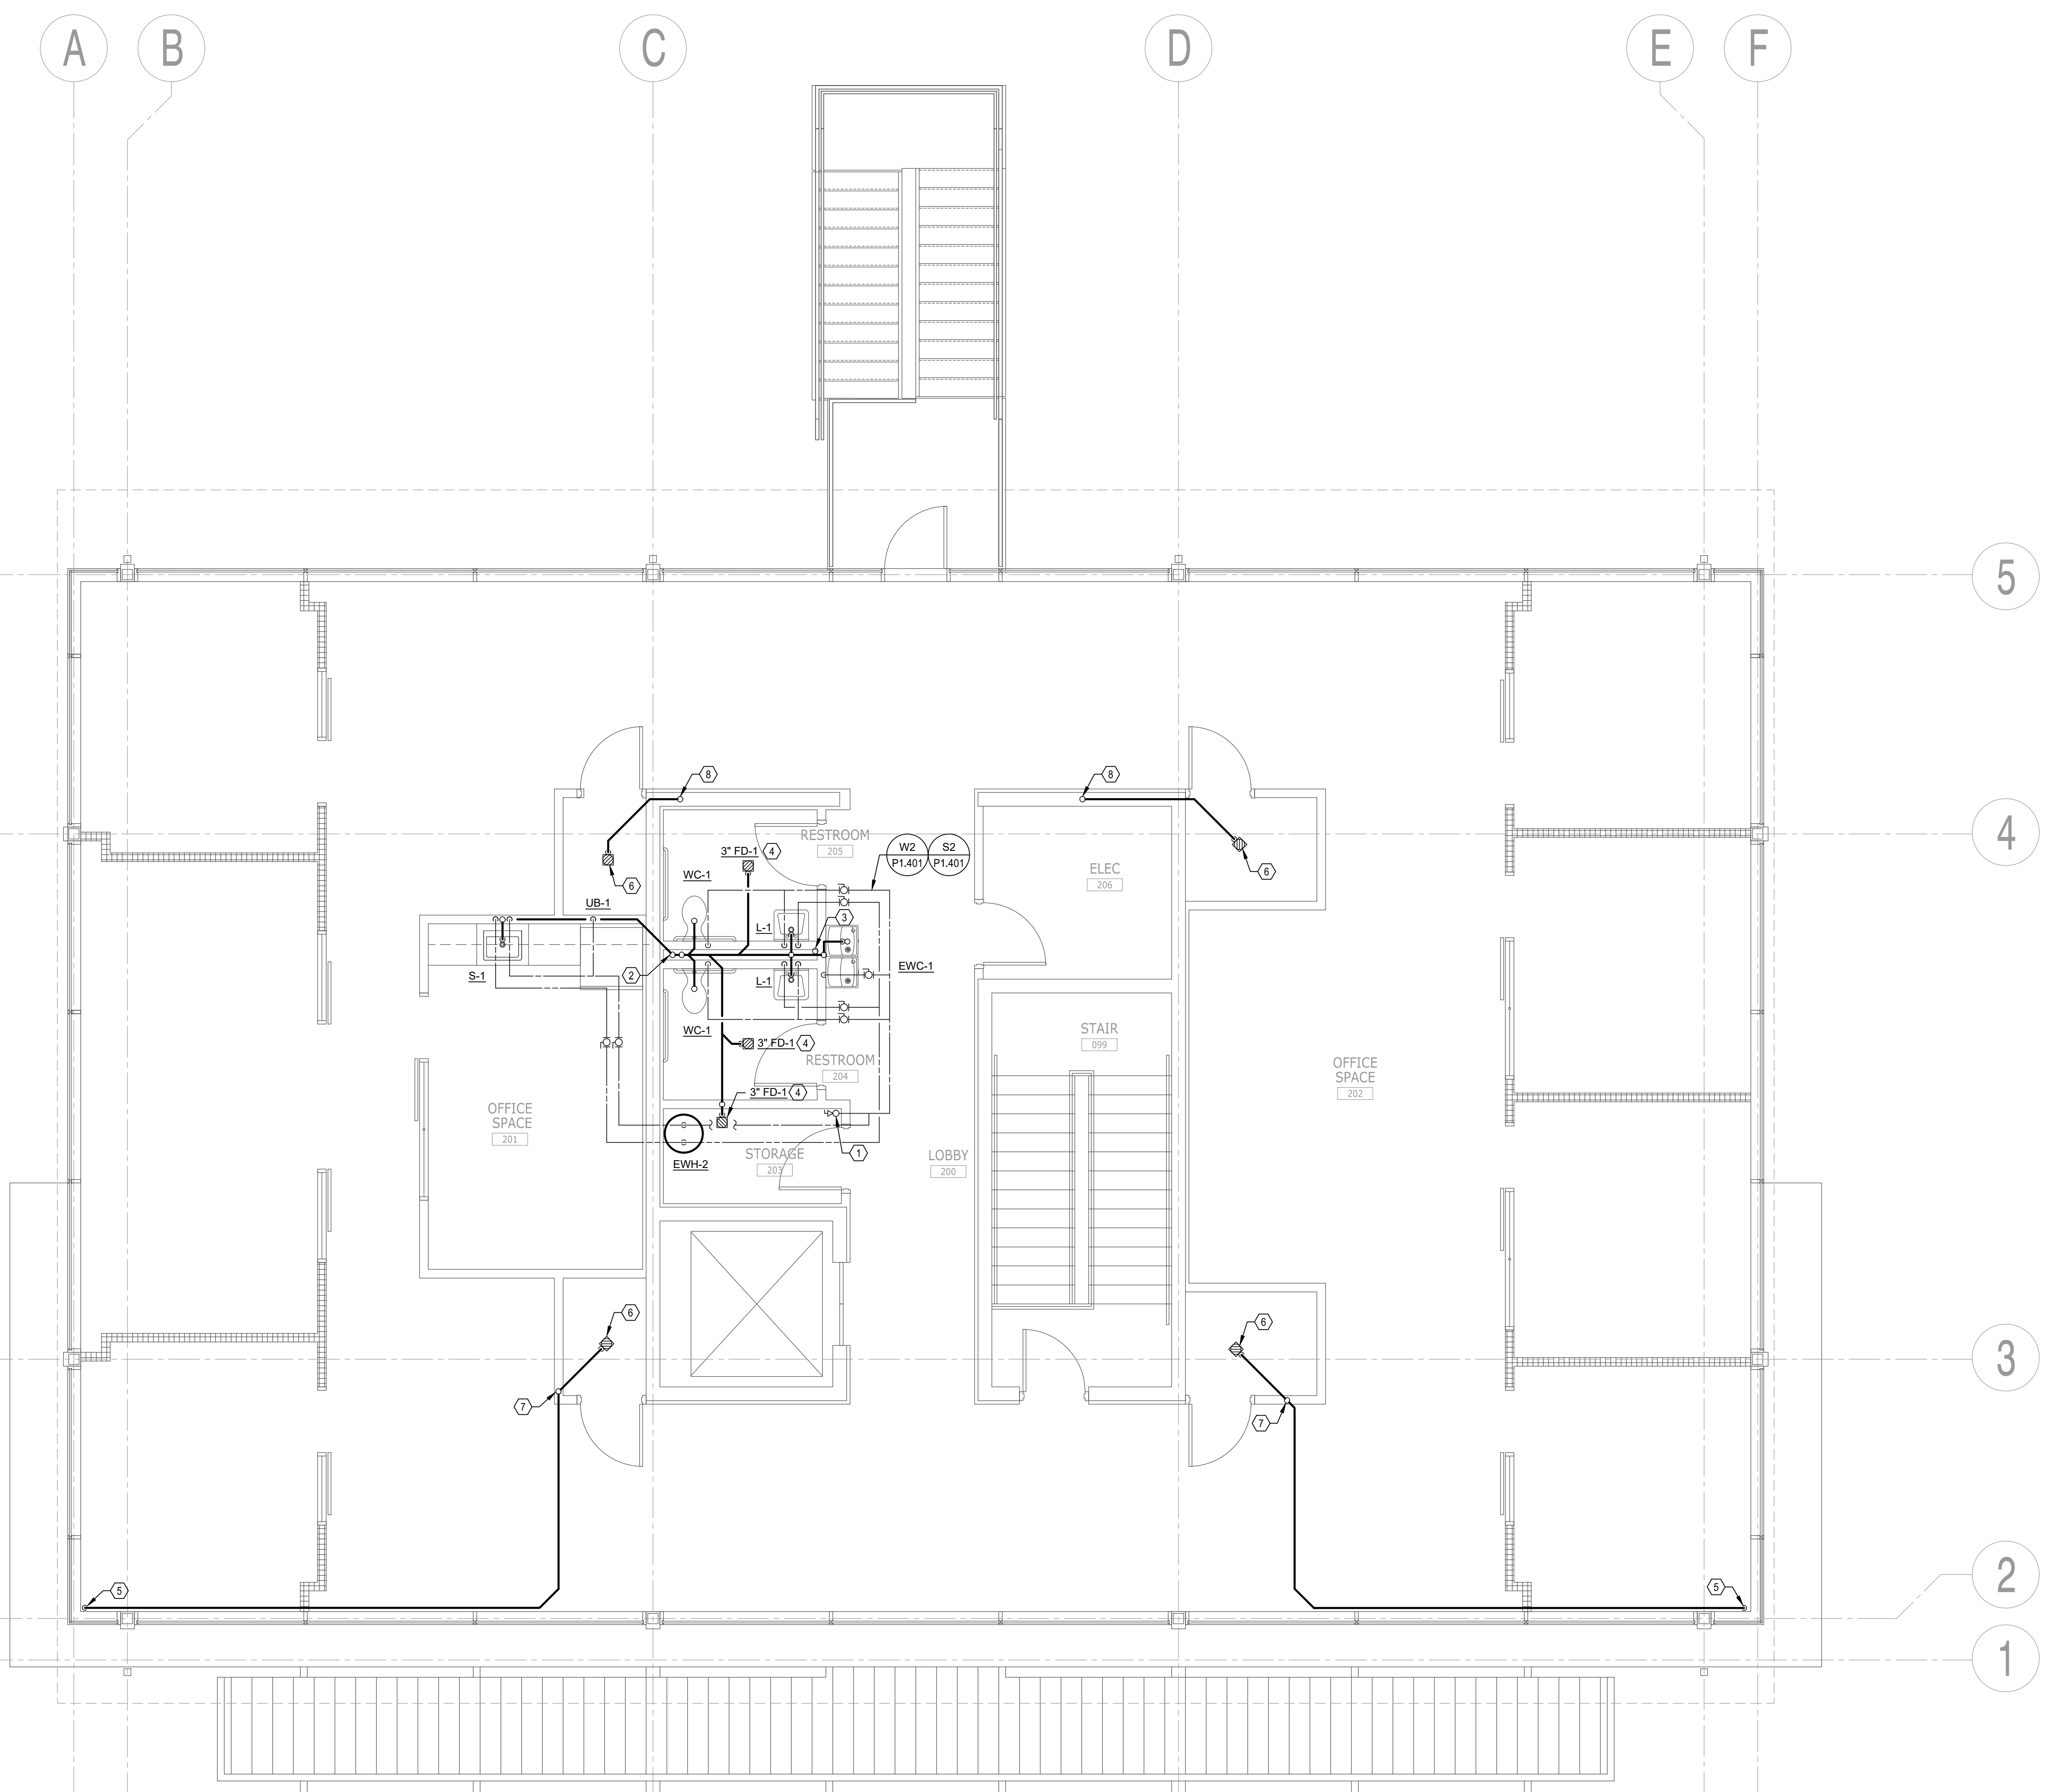 A
B
C
D
E
F
5
8
8
RESTROOM
205
4
3" FD-1
4
W2
P1.401
S2
P1.401
ELEC
206
WC-1
6
6
UB-1
L-1
3
S-1
2
L-1
EWC-1
WC-1
STAIR
099
3" FD-1
4
RESTROOM
204
OFFICE
SPACE
202
3" FD-1
4
OFFICE
SPACE
201
EWH-2
STORAGE
203
1
LOBBY
200
6
6
3
7
7
5
5
2
1